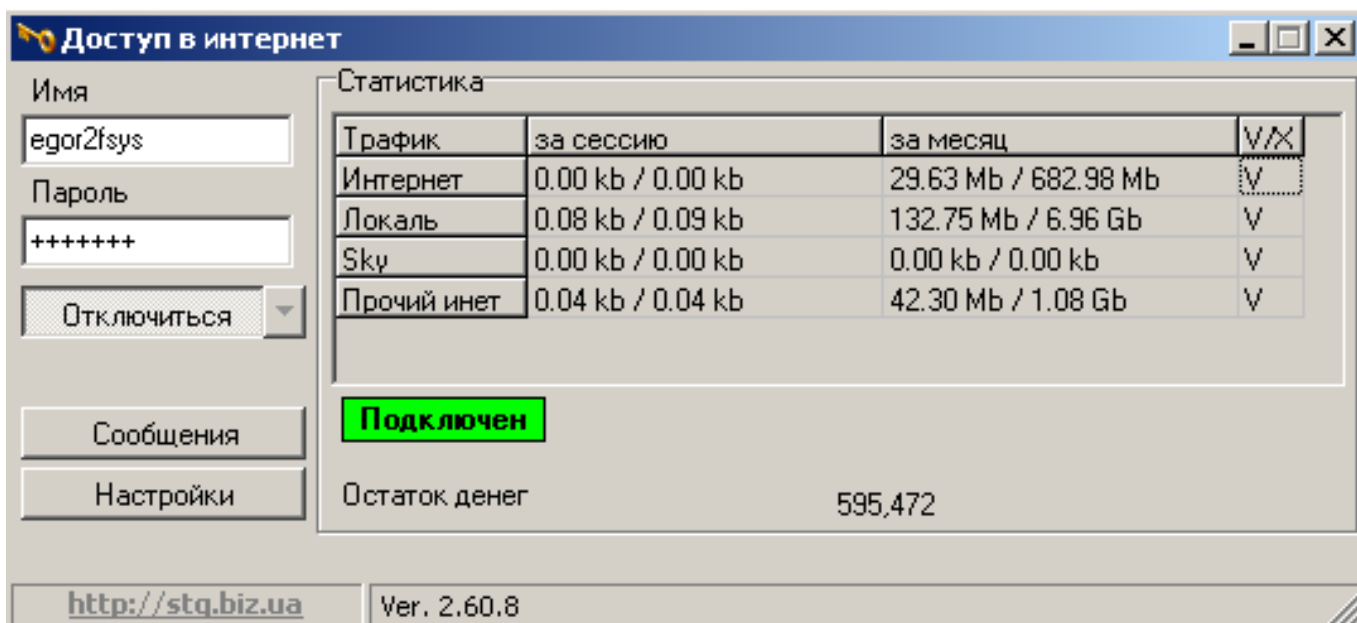 Доступ в интернет
Имя
egor2fsys
Пароль
+++++++
Отключиться
Сообщения
Настройки
Статистика
Трафик за сессию за месяц V/X
Интернет 0.00 kb / 0.00 kb 29.63 Mb / 682.98 Mb V
Локаль 0.08 kb / 0.09 kb 132.75 Mb / 6.96 Gb V
Sky 0.00 kb / 0.00 kb 0.00 kb / 0.00 kb V
Прочий инет 0.04 kb / 0.04 kb 42.30 Mb / 1.08 Gb V
Подключен
Остаток денег 595,472
http://stg.biz.ua Ver. 2.60.8